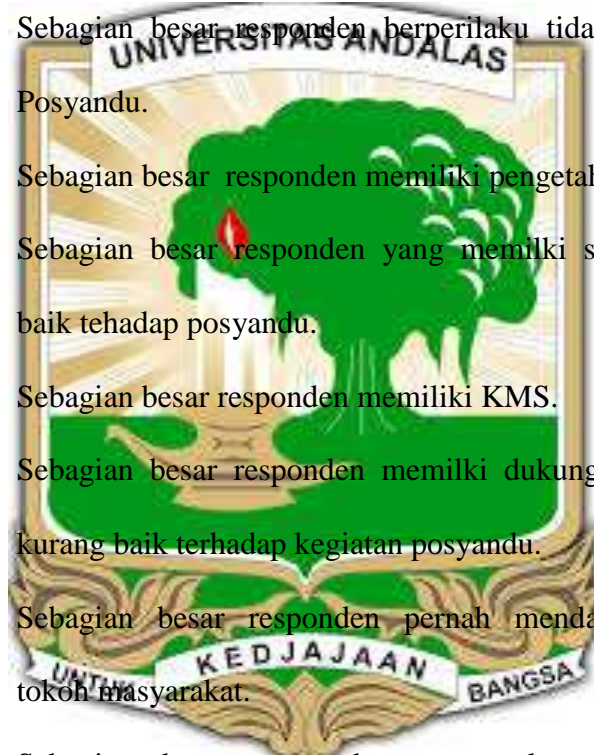 Sebagian besar responden berperilaku tida
UNIVERSITAS ANDALAS
Posyandu.
Sebagian besar responden memiliki pengetah
Sebagian besar responden yang memilki s
baik tehadap posyandu.
Sebagian besar responden memiliki KMS.
Sebagian besar responden memilki dukung
kurang baik terhadap kegiatan posyandu.
Sebagian besar responden pernah menda
UNTUK KEDJAJAAN BANGSA
tokoh masyarakat.